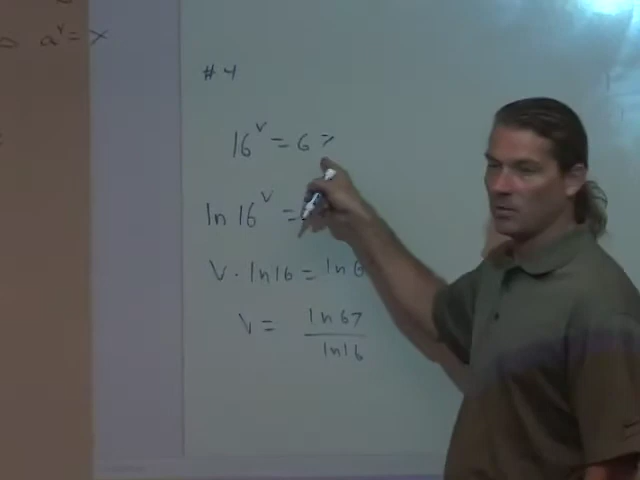 a^v = x
#4
16^v = 67
ln 16^v =
v · ln 16 = ln 6
v = ln 67 / ln 16